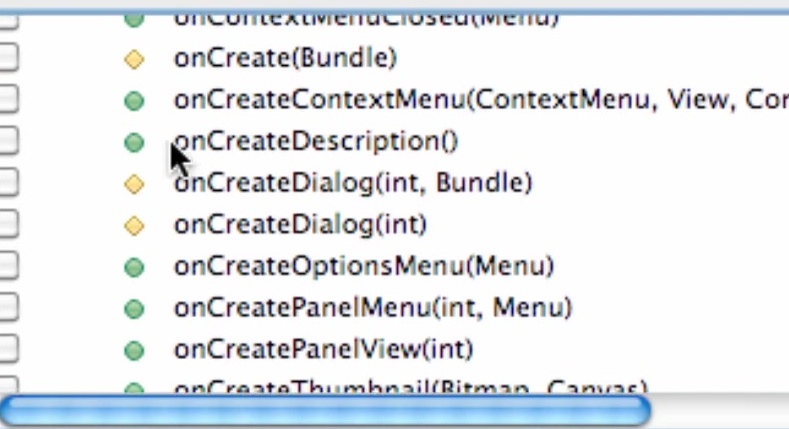 onContextMenuClosed(Menu)
onCreate(Bundle)
onCreateContextMenu(ContextMenu, View, Con
onCreateDescription()
onCreateDialog(int, Bundle)
onCreateDialog(int)
onCreateOptionsMenu(Menu)
onCreatePanelMenu(int, Menu)
onCreatePanelView(int)
onCreateThumbnail(Bitmap, Canvas)